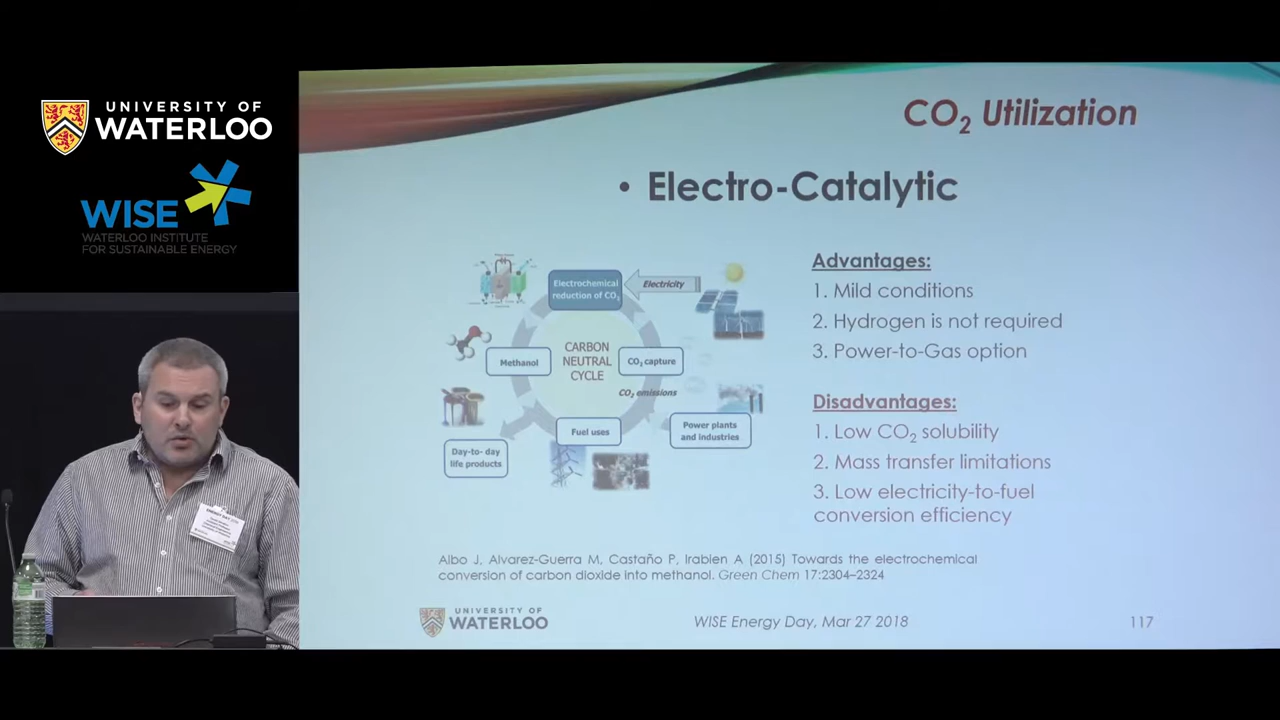 UNIVERSITY OF
WATERLOO
WISE
WATERLOO INSTITUTE
FOR SUSTAINABLE ENERGY
CO₂ Utilization
• Electro-Catalytic
Electrochemical
reduction of CO₂
Electricity
CARBON
NEUTRAL
CYCLE
Methanol
CO₂ capture
CO₂ emissions
Fuel uses
Power plants
and industries
Day-to- day
life products
Advantages:
1. Mild conditions
2. Hydrogen is not required
3. Power-to-Gas option
Disadvantages:
1. Low CO₂ solubility
2. Mass transfer limitations
3. Low electricity-to-fuel
conversion efficiency
Albo J, Alvarez-Guerra M, Castaño P, Irabien A (2015) Towards the electrochemical
conversion of carbon dioxide into methanol. Green Chem 17:2304–2324
UNIVERSITY OF
WATERLOO
WISE Energy Day, Mar 27 2018
117
ENERGY DAY